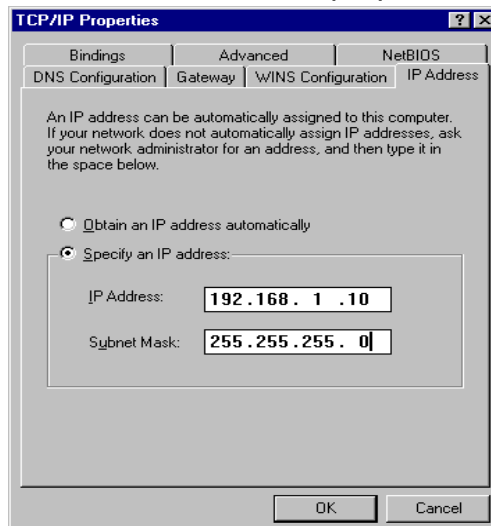 TCP/IP Properties
Bindings Advanced NetBIOS
DNS Configuration Gateway WINS Configuration IP Address
An IP address can be automatically assigned to this computer.
If your network does not automatically assign IP addresses, ask
your network administrator for an address, and then type it in
the space below.
Obtain an IP address automatically
Specify an IP address:
IP Address: 192.168. 1 .10
Subnet Mask: 255.255.255. 0
OK Cancel